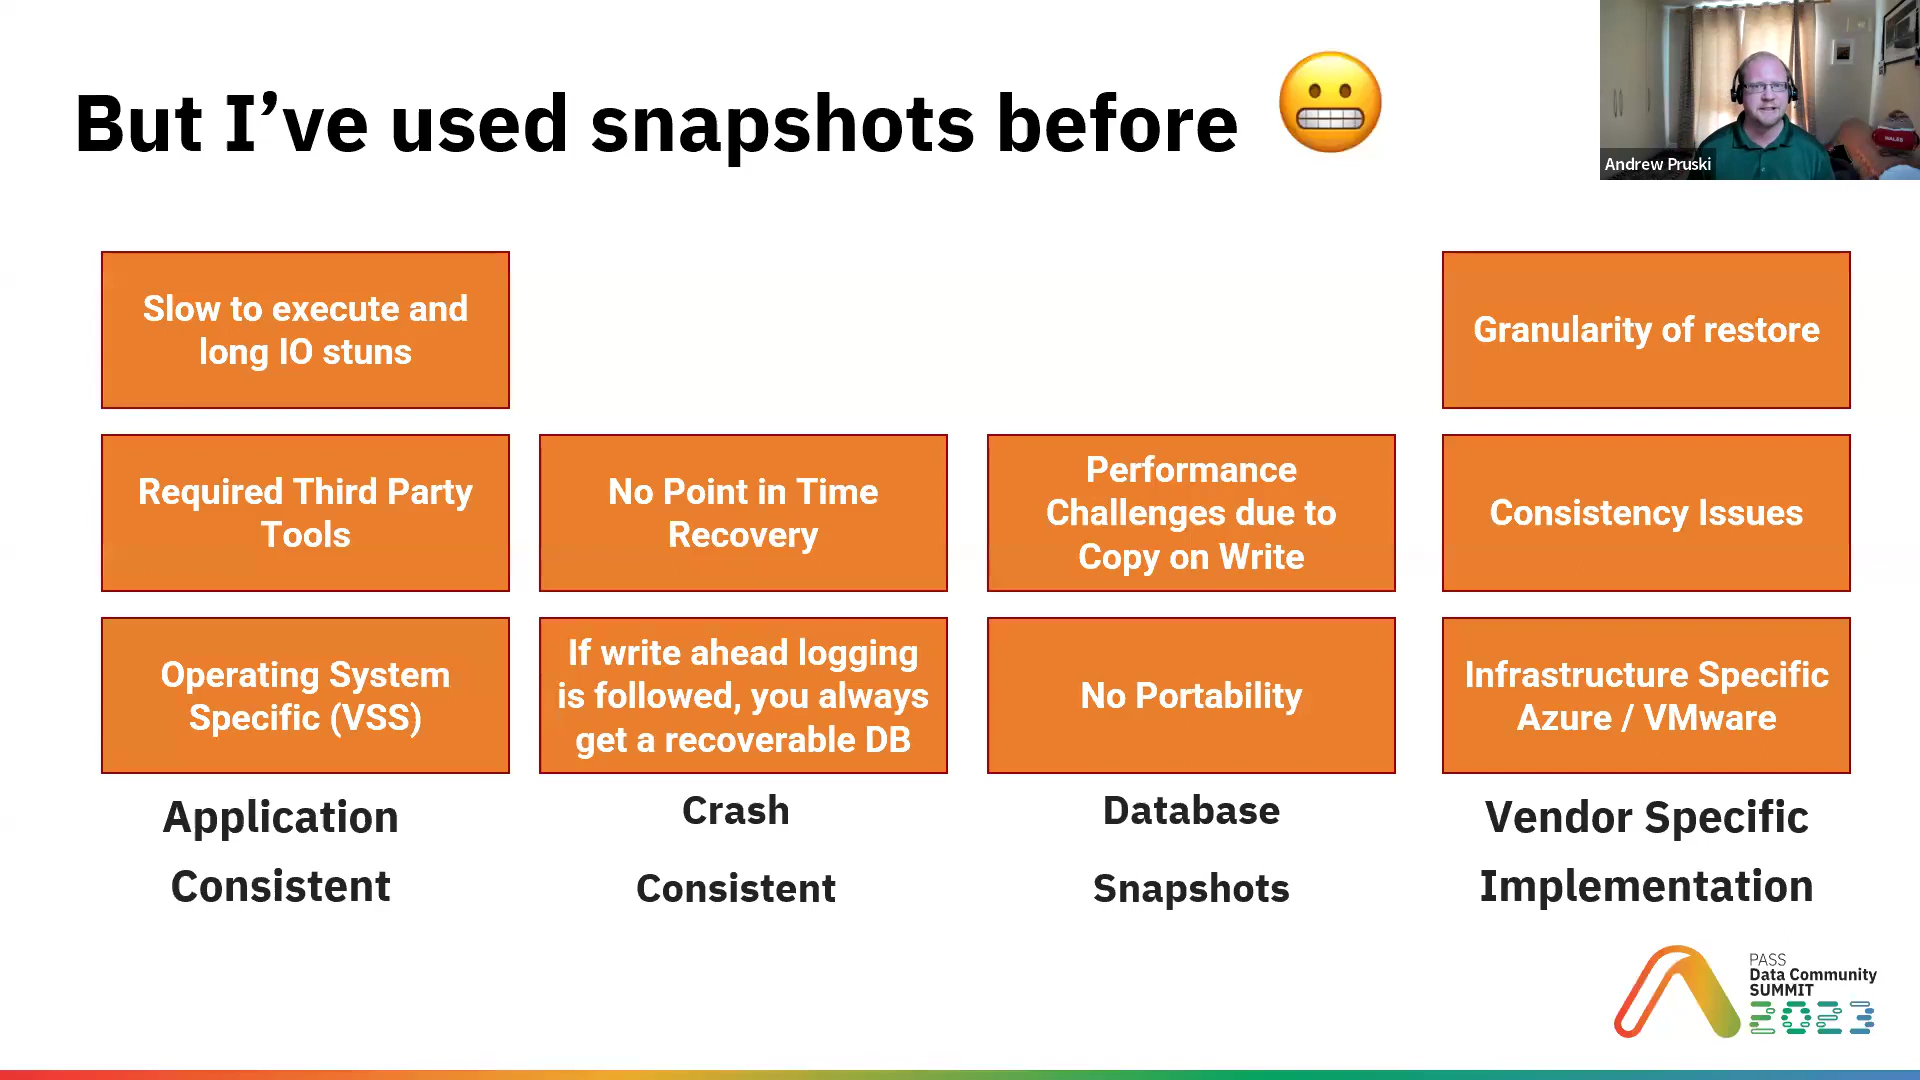 But I’ve used snapshots before
Andrew Pruski
WALES
Slow to execute and
long IO stuns
Required Third Party
Tools
Operating System
Specific (VSS)
Application
Consistent
No Point in Time
Recovery
If write ahead logging
is followed, you always
get a recoverable DB
Crash
Consistent
Performance
Challenges due to
Copy on Write
No Portability
Database
Snapshots
Granularity of restore
Consistency Issues
Infrastructure Specific
Azure / VMware
Vendor Specific
Implementation
PASS
Data Community
SUMMIT
2023